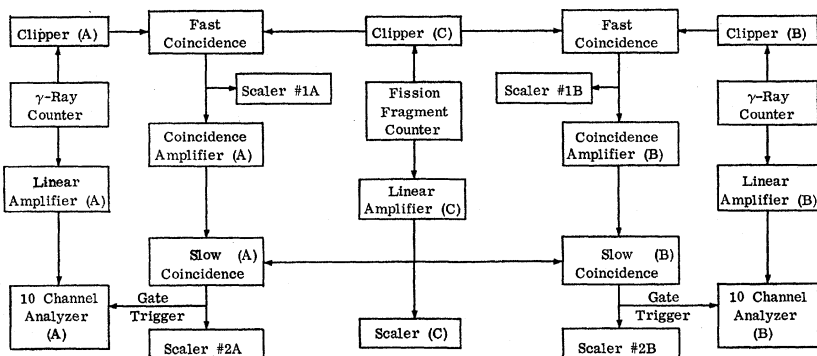 Clipper (A)
Fast
Coincidence
Clipper (C)
Fast
Coincidence
Clipper (B)
γ-Ray
Counter
Scaler #1A
Fission
Fragment
Counter
Scaler #1B
γ-Ray
Counter
Coincidence
Amplifier (A)
Coincidence
Amplifier (B)
Linear
Amplifier (A)
Linear
Amplifier (C)
Linear
Amplifier (B)
Slow (A)
Coincidence
Slow (B)
Coincidence
10 Channel
Analyzer
(A)
Gate
Trigger
Gate
Trigger
10 Channel
Analyzer
(B)
Scaler #2A
Scaler (C)
Scaler #2B